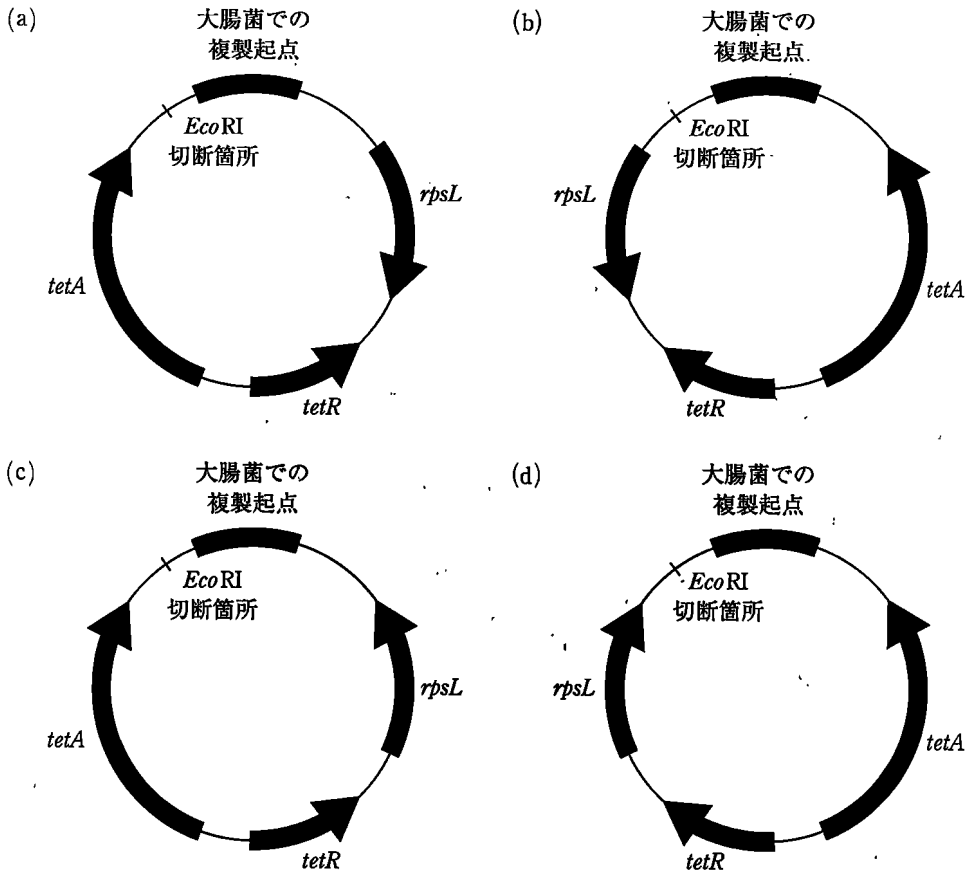 (a)
大腸菌での
複製起点
EcoRI
切断箇所
rpsL
tetA
tetR
(b)
大腸菌での
複製起点
EcoRI
切断箇所
rpsL
tetA
tetR
(c)
大腸菌での
複製起点
EcoRI
切断箇所
rpsL
tetA
tetR
(d)
大腸菌での
複製起点
EcoRI
切断箇所
rpsL
tetA
tetR